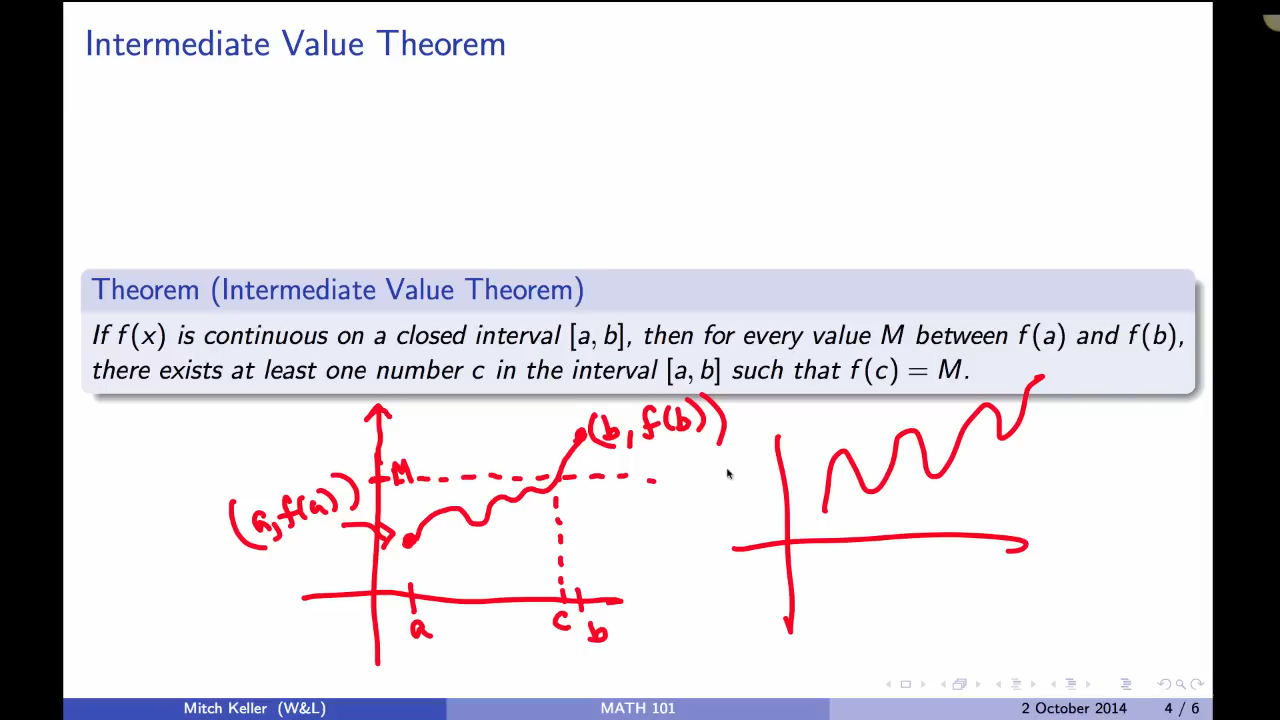 Intermediate Value Theorem
Theorem (Intermediate Value Theorem)
If f(x) is continuous on a closed interval [a, b], then for every value M between f(a) and f(b),
there exists at least one number c in the interval [a, b] such that f(c) = M.
(b, f(b))
M
(a, f(a))
a
c
b
Mitch Keller (W&L)
MATH 101
2 October 2014
4 / 6